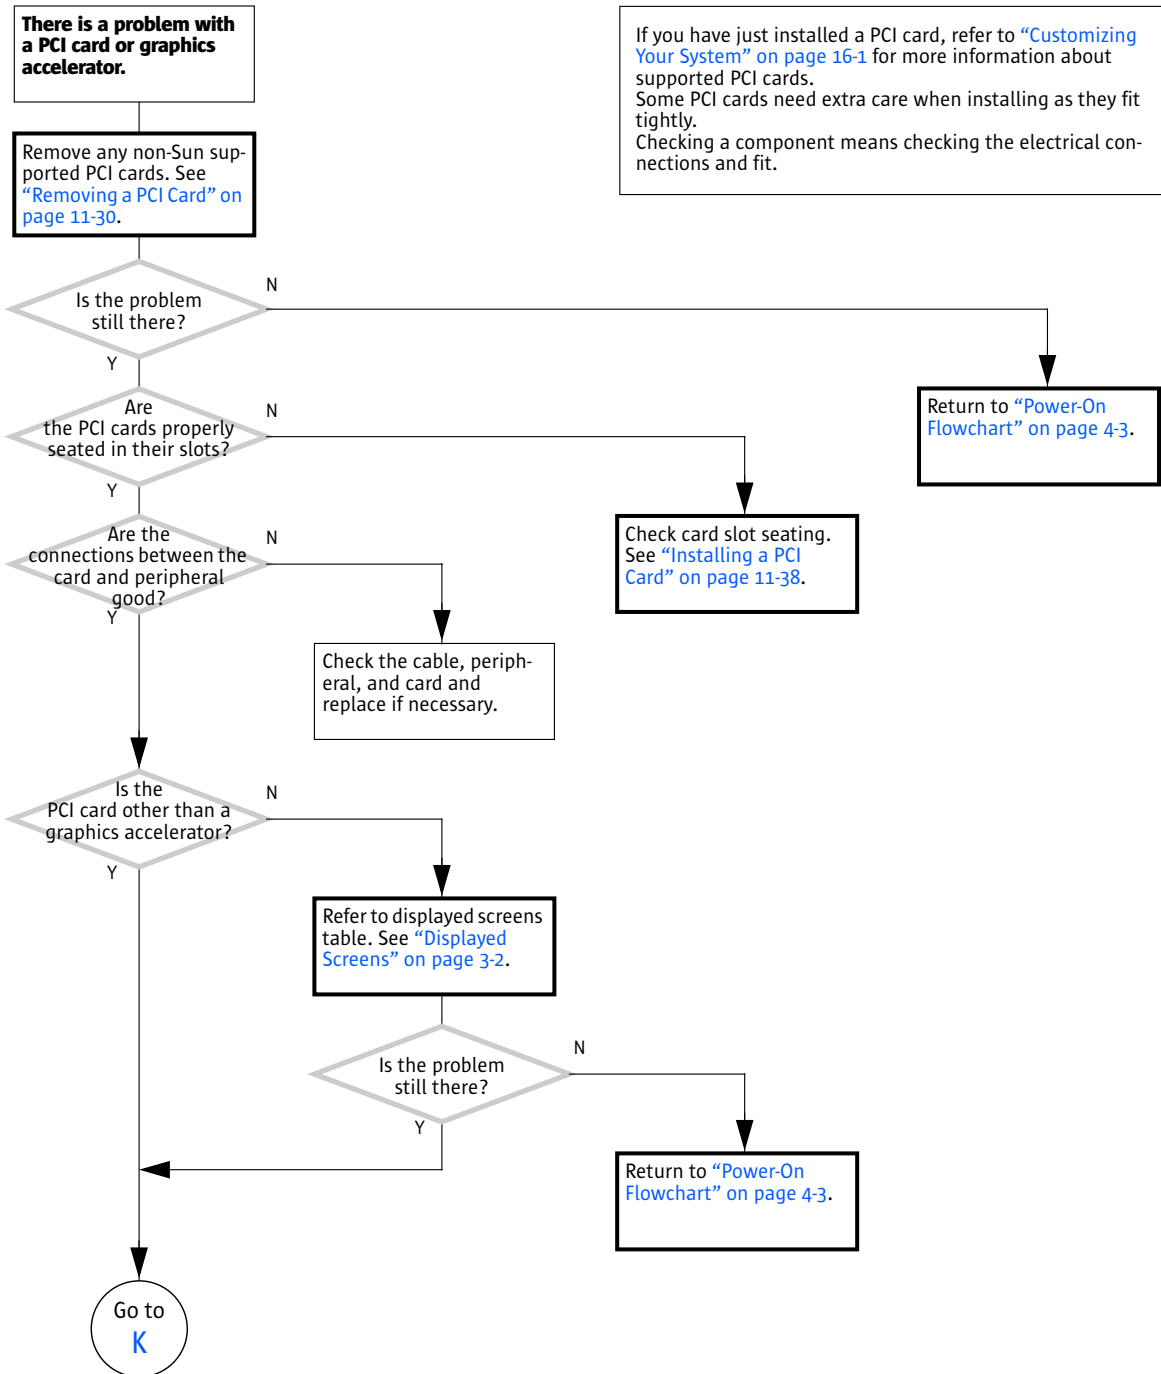 There is a problem with
a PCI card or graphics
accelerator.
If you have just installed a PCI card, refer to “Customizing
Your System” on page 16-1 for more information about
supported PCI cards.
Some PCI cards need extra care when installing as they fit
tightly.
Checking a component means checking the electrical con-
nections and fit.
Remove any non-Sun sup-
ported PCI cards. See
“Removing a PCI Card” on
page 11-30.
Is the problem
still there?
N
Y
Return to “Power-On
Flowchart” on page 4-3.
Are
the PCI cards properly
seated in their slots?
N
Y
Check card slot seating.
See “Installing a PCI
Card” on page 11-38.
Are the
connections between the
card and peripheral
good?
N
Y
Check the cable, periph-
eral, and card and
replace if necessary.
Is the
PCI card other than a
graphics accelerator?
N
Y
Refer to displayed screens
table. See “Displayed
Screens” on page 3-2.
Is the problem
still there?
N
Y
Return to “Power-On
Flowchart” on page 4-3.
Go to
K